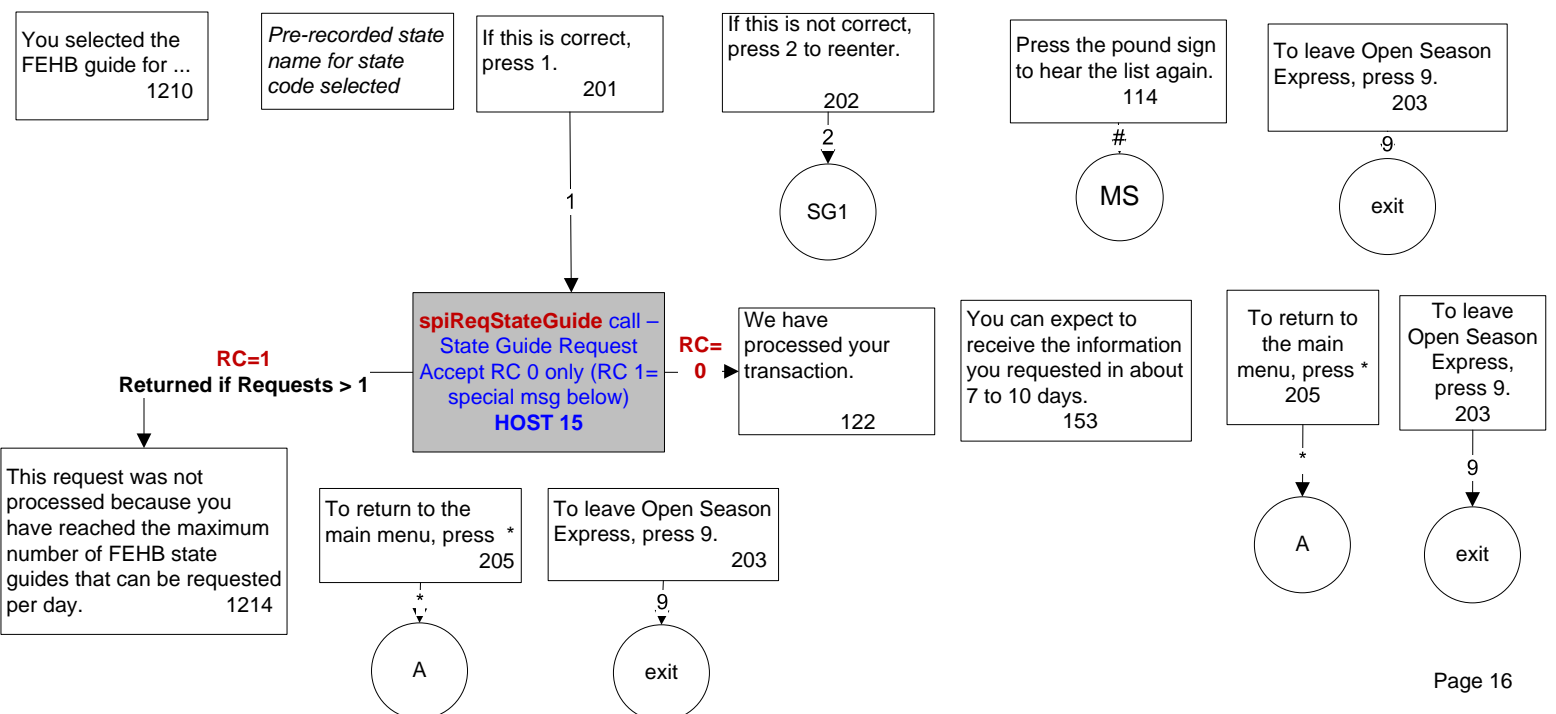 You selected the
FEHB guide for ...
1210
Pre-recorded state
name for state
code selected
If this is correct,
press 1.
201
If this is not correct,
press 2 to reenter.
202
Press the pound sign
to hear the list again.
114
To leave Open Season
Express, press 9.
203
1
2
#
9
SG1
MS
exit
RC=1
Returned if Requests > 1
spiReqStateGuide call –
State Guide Request
Accept RC 0 only (RC 1=
special msg below)
HOST 15
RC=
0
We have
processed your
transaction.
122
You can expect to
receive the information
you requested in about
7 to 10 days.
153
To return to
the main
menu, press *
205
To leave
Open Season
Express,
press 9.
203
*
9
A
exit
This request was not
processed because you
have reached the maximum
number of FEHB state
guides that can be requested
per day. 1214
To return to the
main menu, press *
205
To leave Open Season
Express, press 9.
203
*
9
A
exit
Page 16